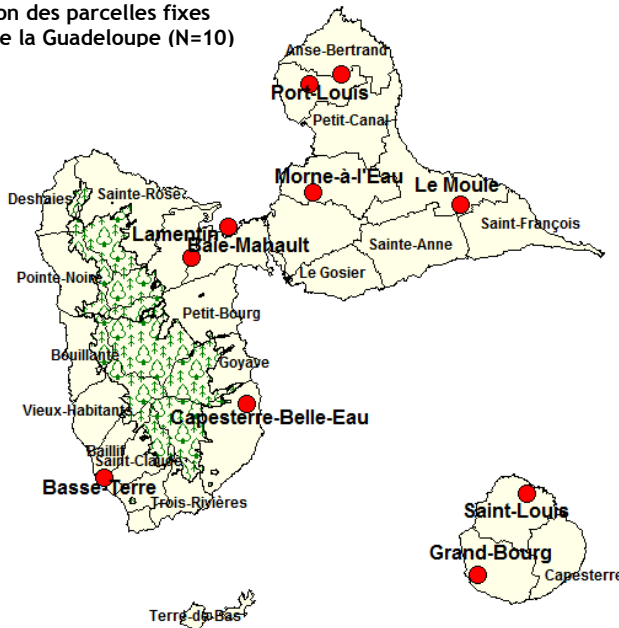 on des parcelles fixes
e la Guadeloupe (N=10)
Anse-Bertrand
Port-Louis
Petit-Canal
Morne-à-l'Eau
Le Moule
Deshaies
Sainte-Rose
Saint-François
Lamentin
Baie-Mahault
Sainte-Anne
Le Gosier
Pointe-Noire
Petit-Bourg
Bouillante
Goyave
Vieux-Habitants
Capesterre-Belle-Eau
Baillif
Saint-Claude
Basse-Terre
Trois-Rivières
Saint-Louis
Grand-Bourg
Capesterre
Terre-de-Bas